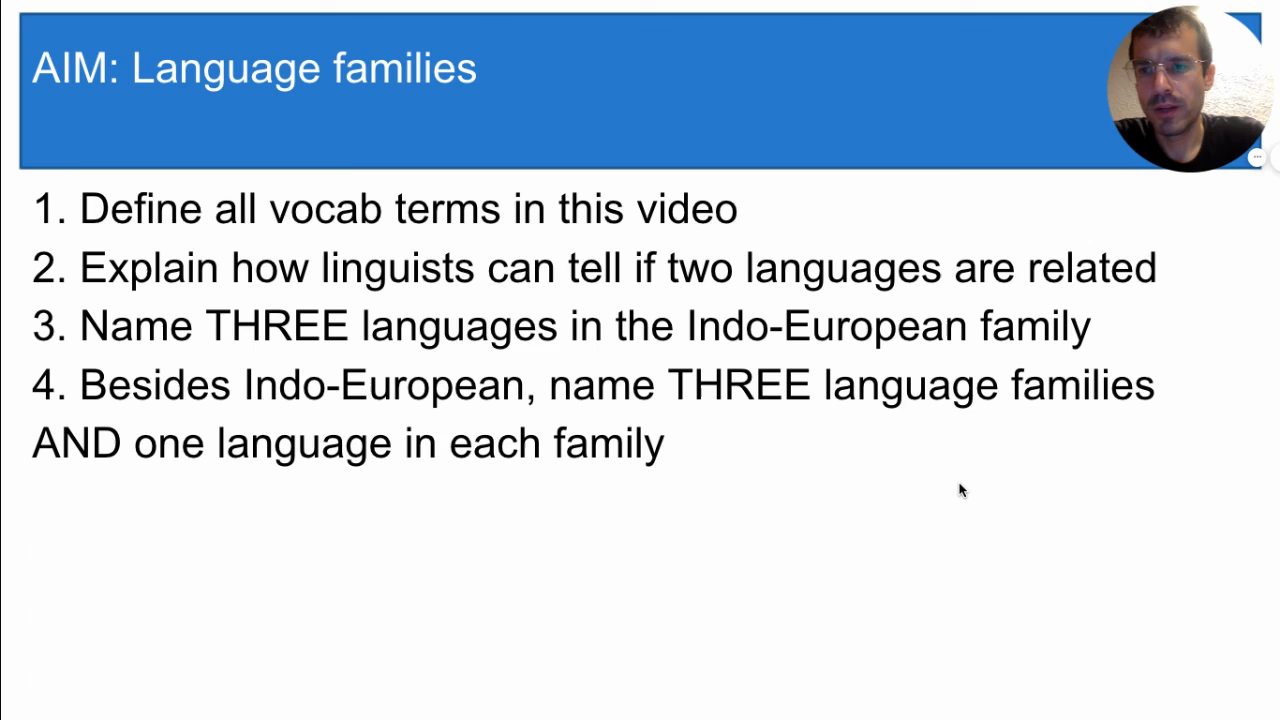 AIM: Language families
1. Define all vocab terms in this video
2. Explain how linguists can tell if two languages are related
3. Name THREE languages in the Indo-European family
4. Besides Indo-European, name THREE language families
AND one language in each family